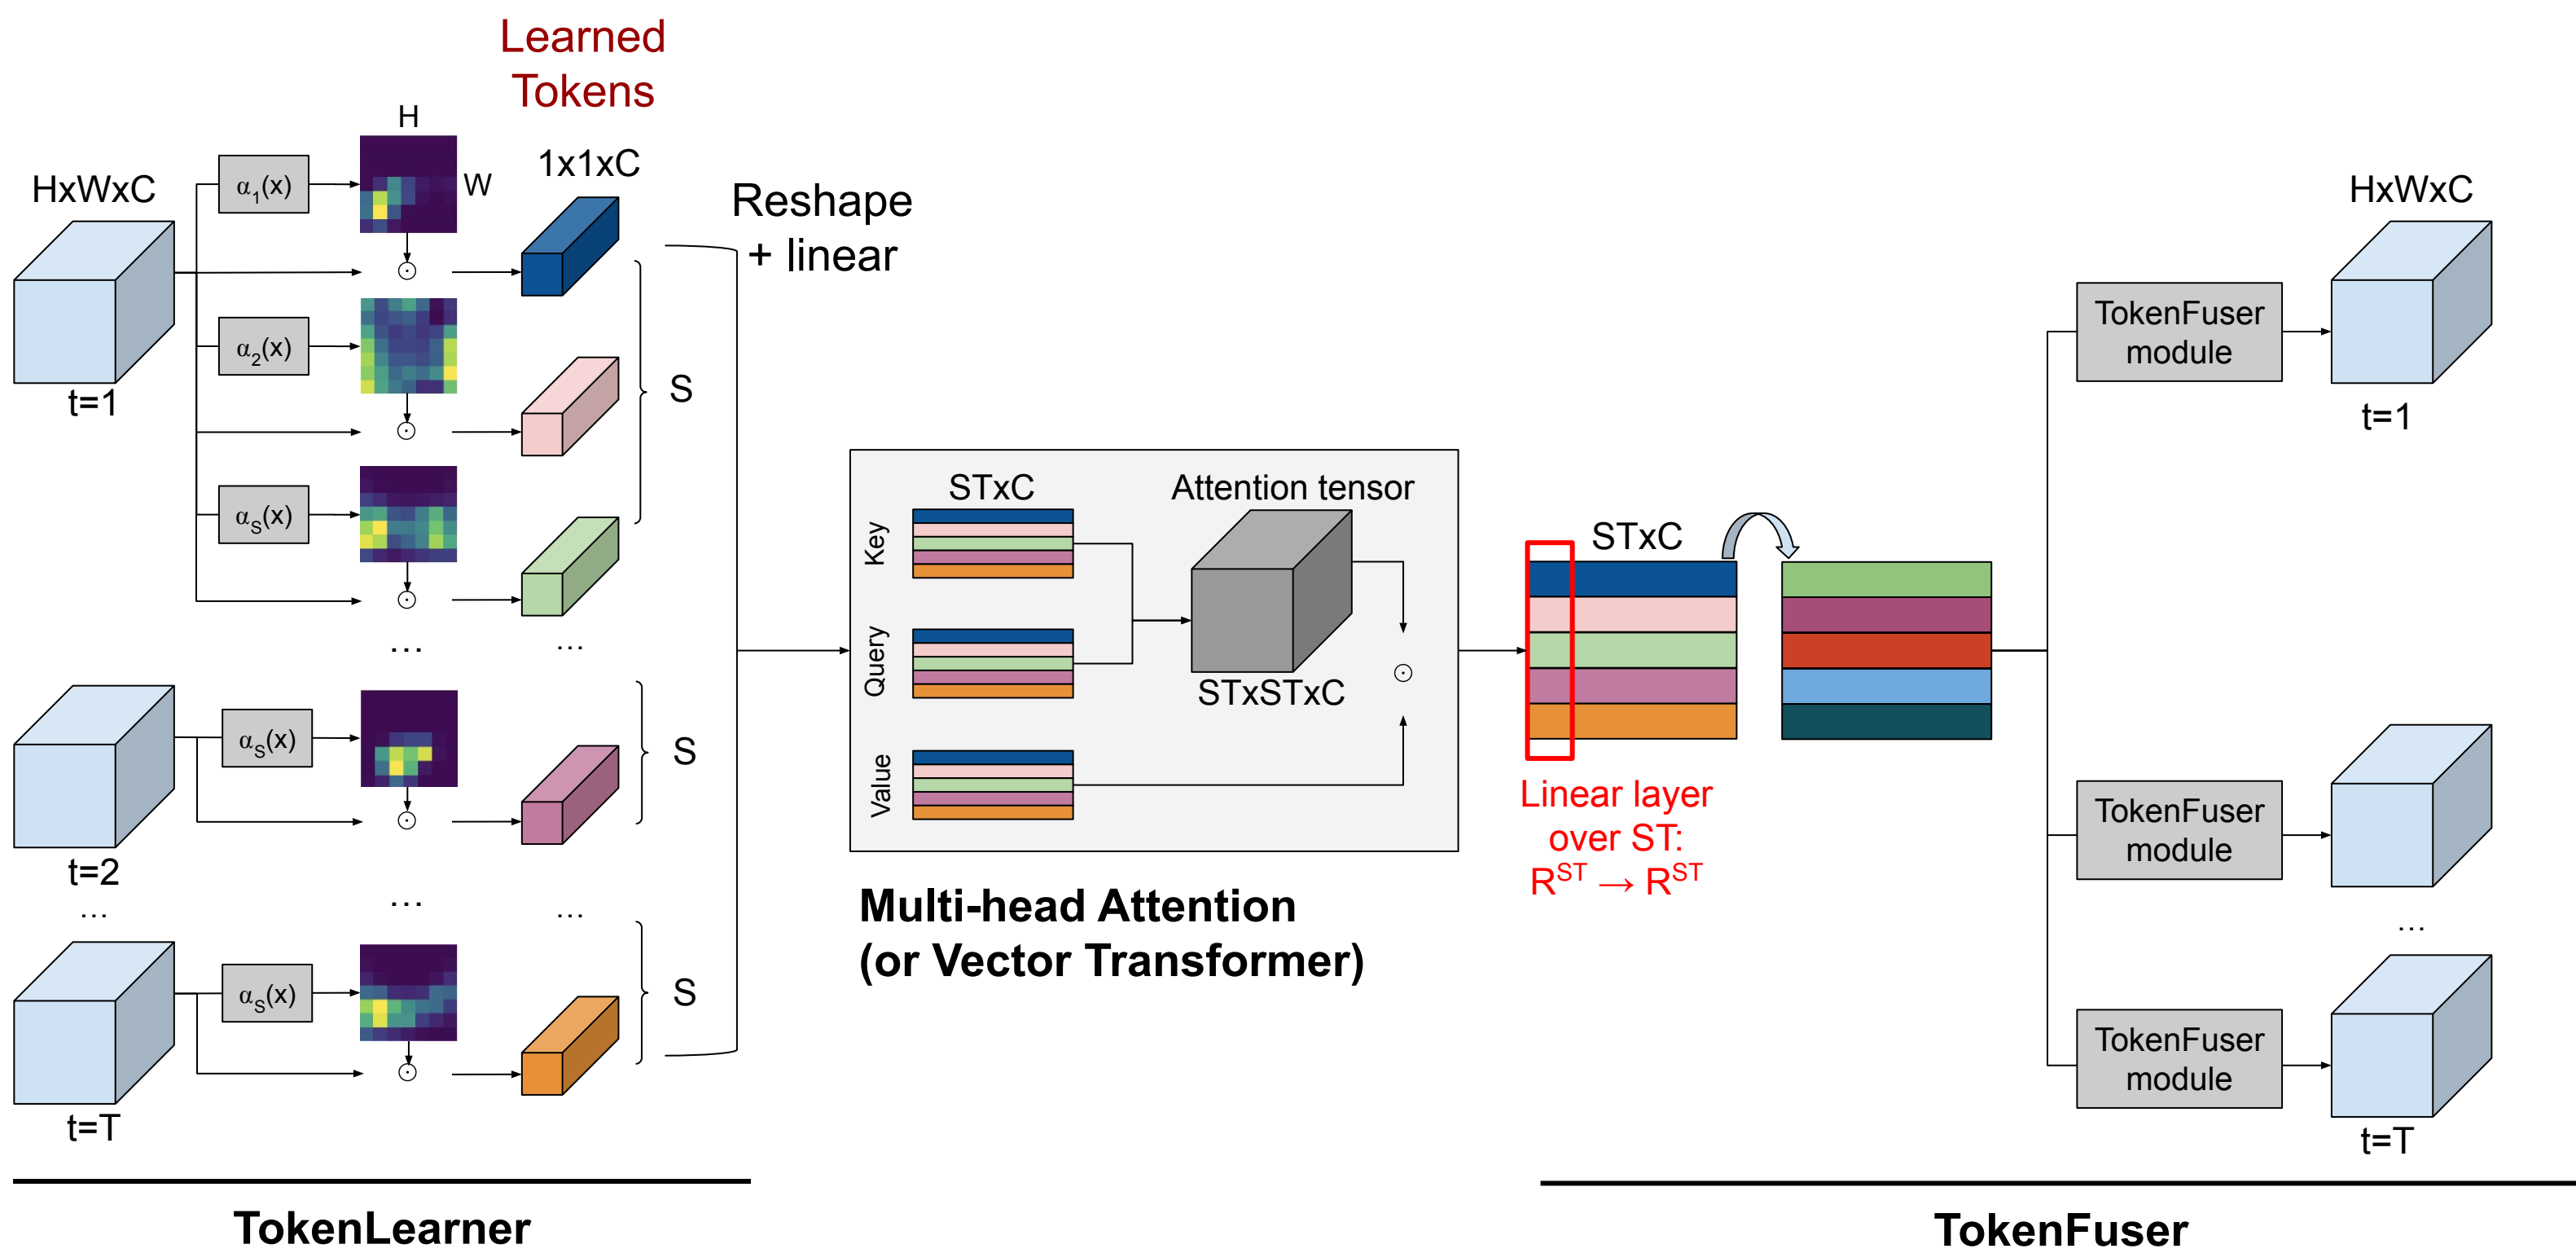 Learned
Tokens
H
1x1xC
HxWxC
α1(x)
W
Reshape
+ linear
HxWxC
TokenFuser
module
α2(x)
t=1
S
t=1
αS(x)
STxC
Attention tensor
Key
STxC
...
...
Query
STxSTxC
αS(x)
S
Value
Linear layer
over ST:
R^ST → R^ST
TokenFuser
module
t=2
...
...
...
Multi-head Attention
(or Vector Transformer)
...
αS(x)
S
TokenFuser
module
t=T
t=T
TokenLearner
TokenFuser